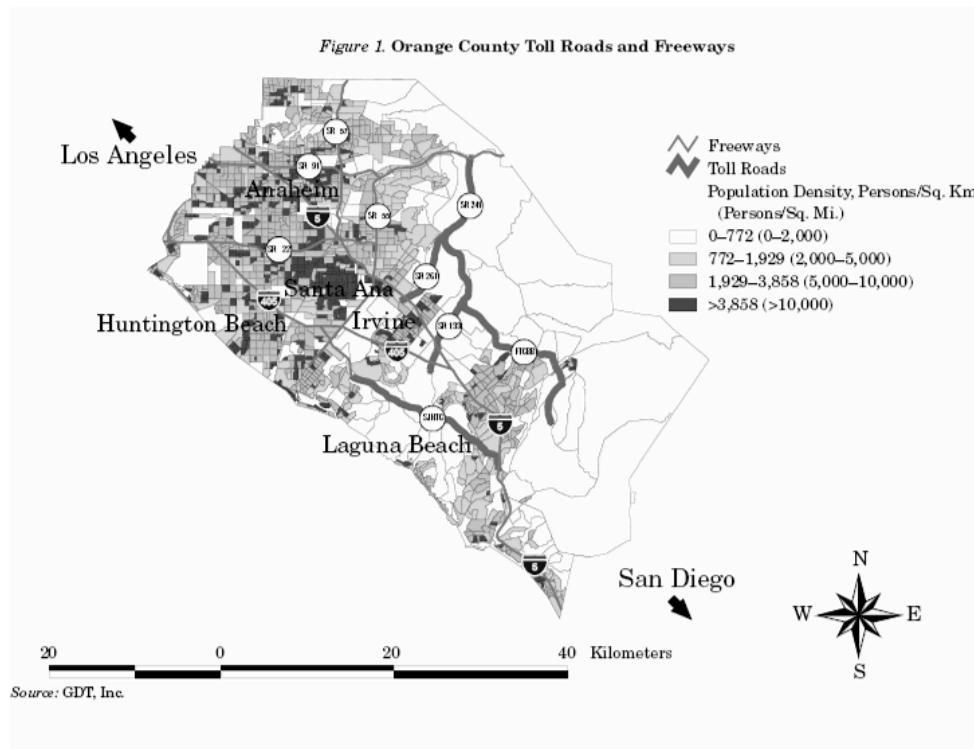 Figure 1. Orange County Toll Roads and Freeways
SR 57
Los Angeles
Freeways
SR 91
Toll Roads
Anaheim
Population Density, Persons/Sq. Km
(Persons/Sq. Mi.)
5
SR 55
SR 241
0–772 (0–2,000)
SR 22
772–1,929 (2,000–5,000)
SR 261
1,929–3,858 (5,000–10,000)
Santa Ana
405
>3,858 (>10,000)
Huntington Beach
Irvine
SR 133
405
SJHTC
5
Laguna Beach
5
San Diego
N
W
E
S
20 0 20 40 Kilometers
Source: GDT, Inc.